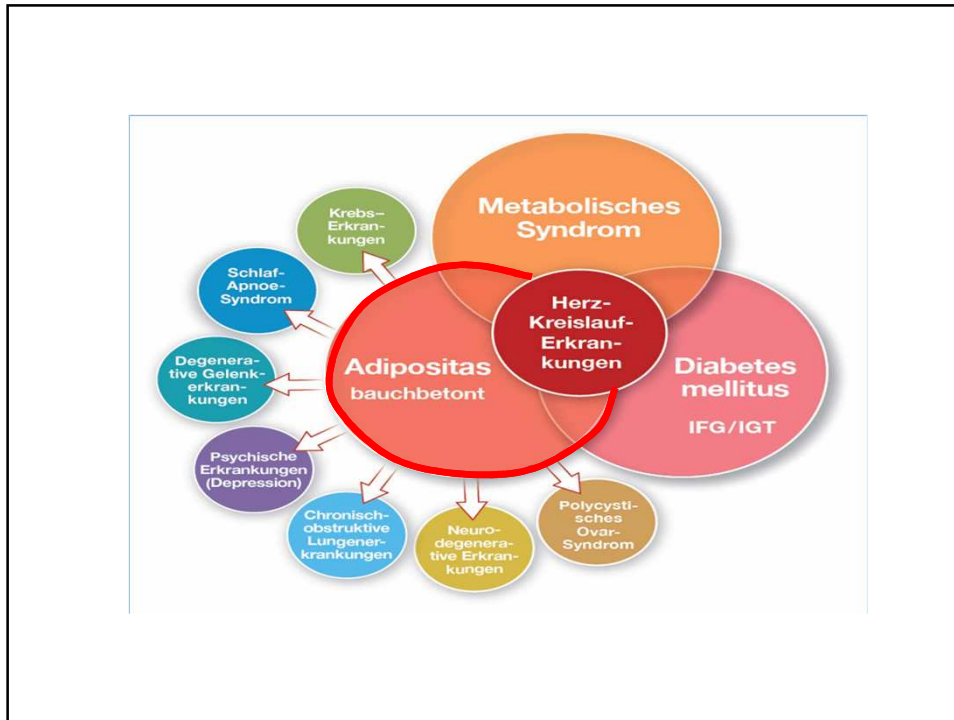 Metabolisches
Syndrom
Krebs–
Erkran-
kungen
Schlaf-
Apnoe-
Syndrom
Herz-
Kreislauf-
Erkran-
kungen
Adipositas
bauchbetont
Diabetes
mellitus
IFG/IGT
Degenera-
tive Gelenk-
erkran-
kungen
Psychische
Erkrankungen
(Depression)
Chronisch-
obstruktive
Lungener-
krankungen
Neuro-
degenera-
tive Erkran-
kungen
Polycysti-
sches
Ovar-
Syndrom